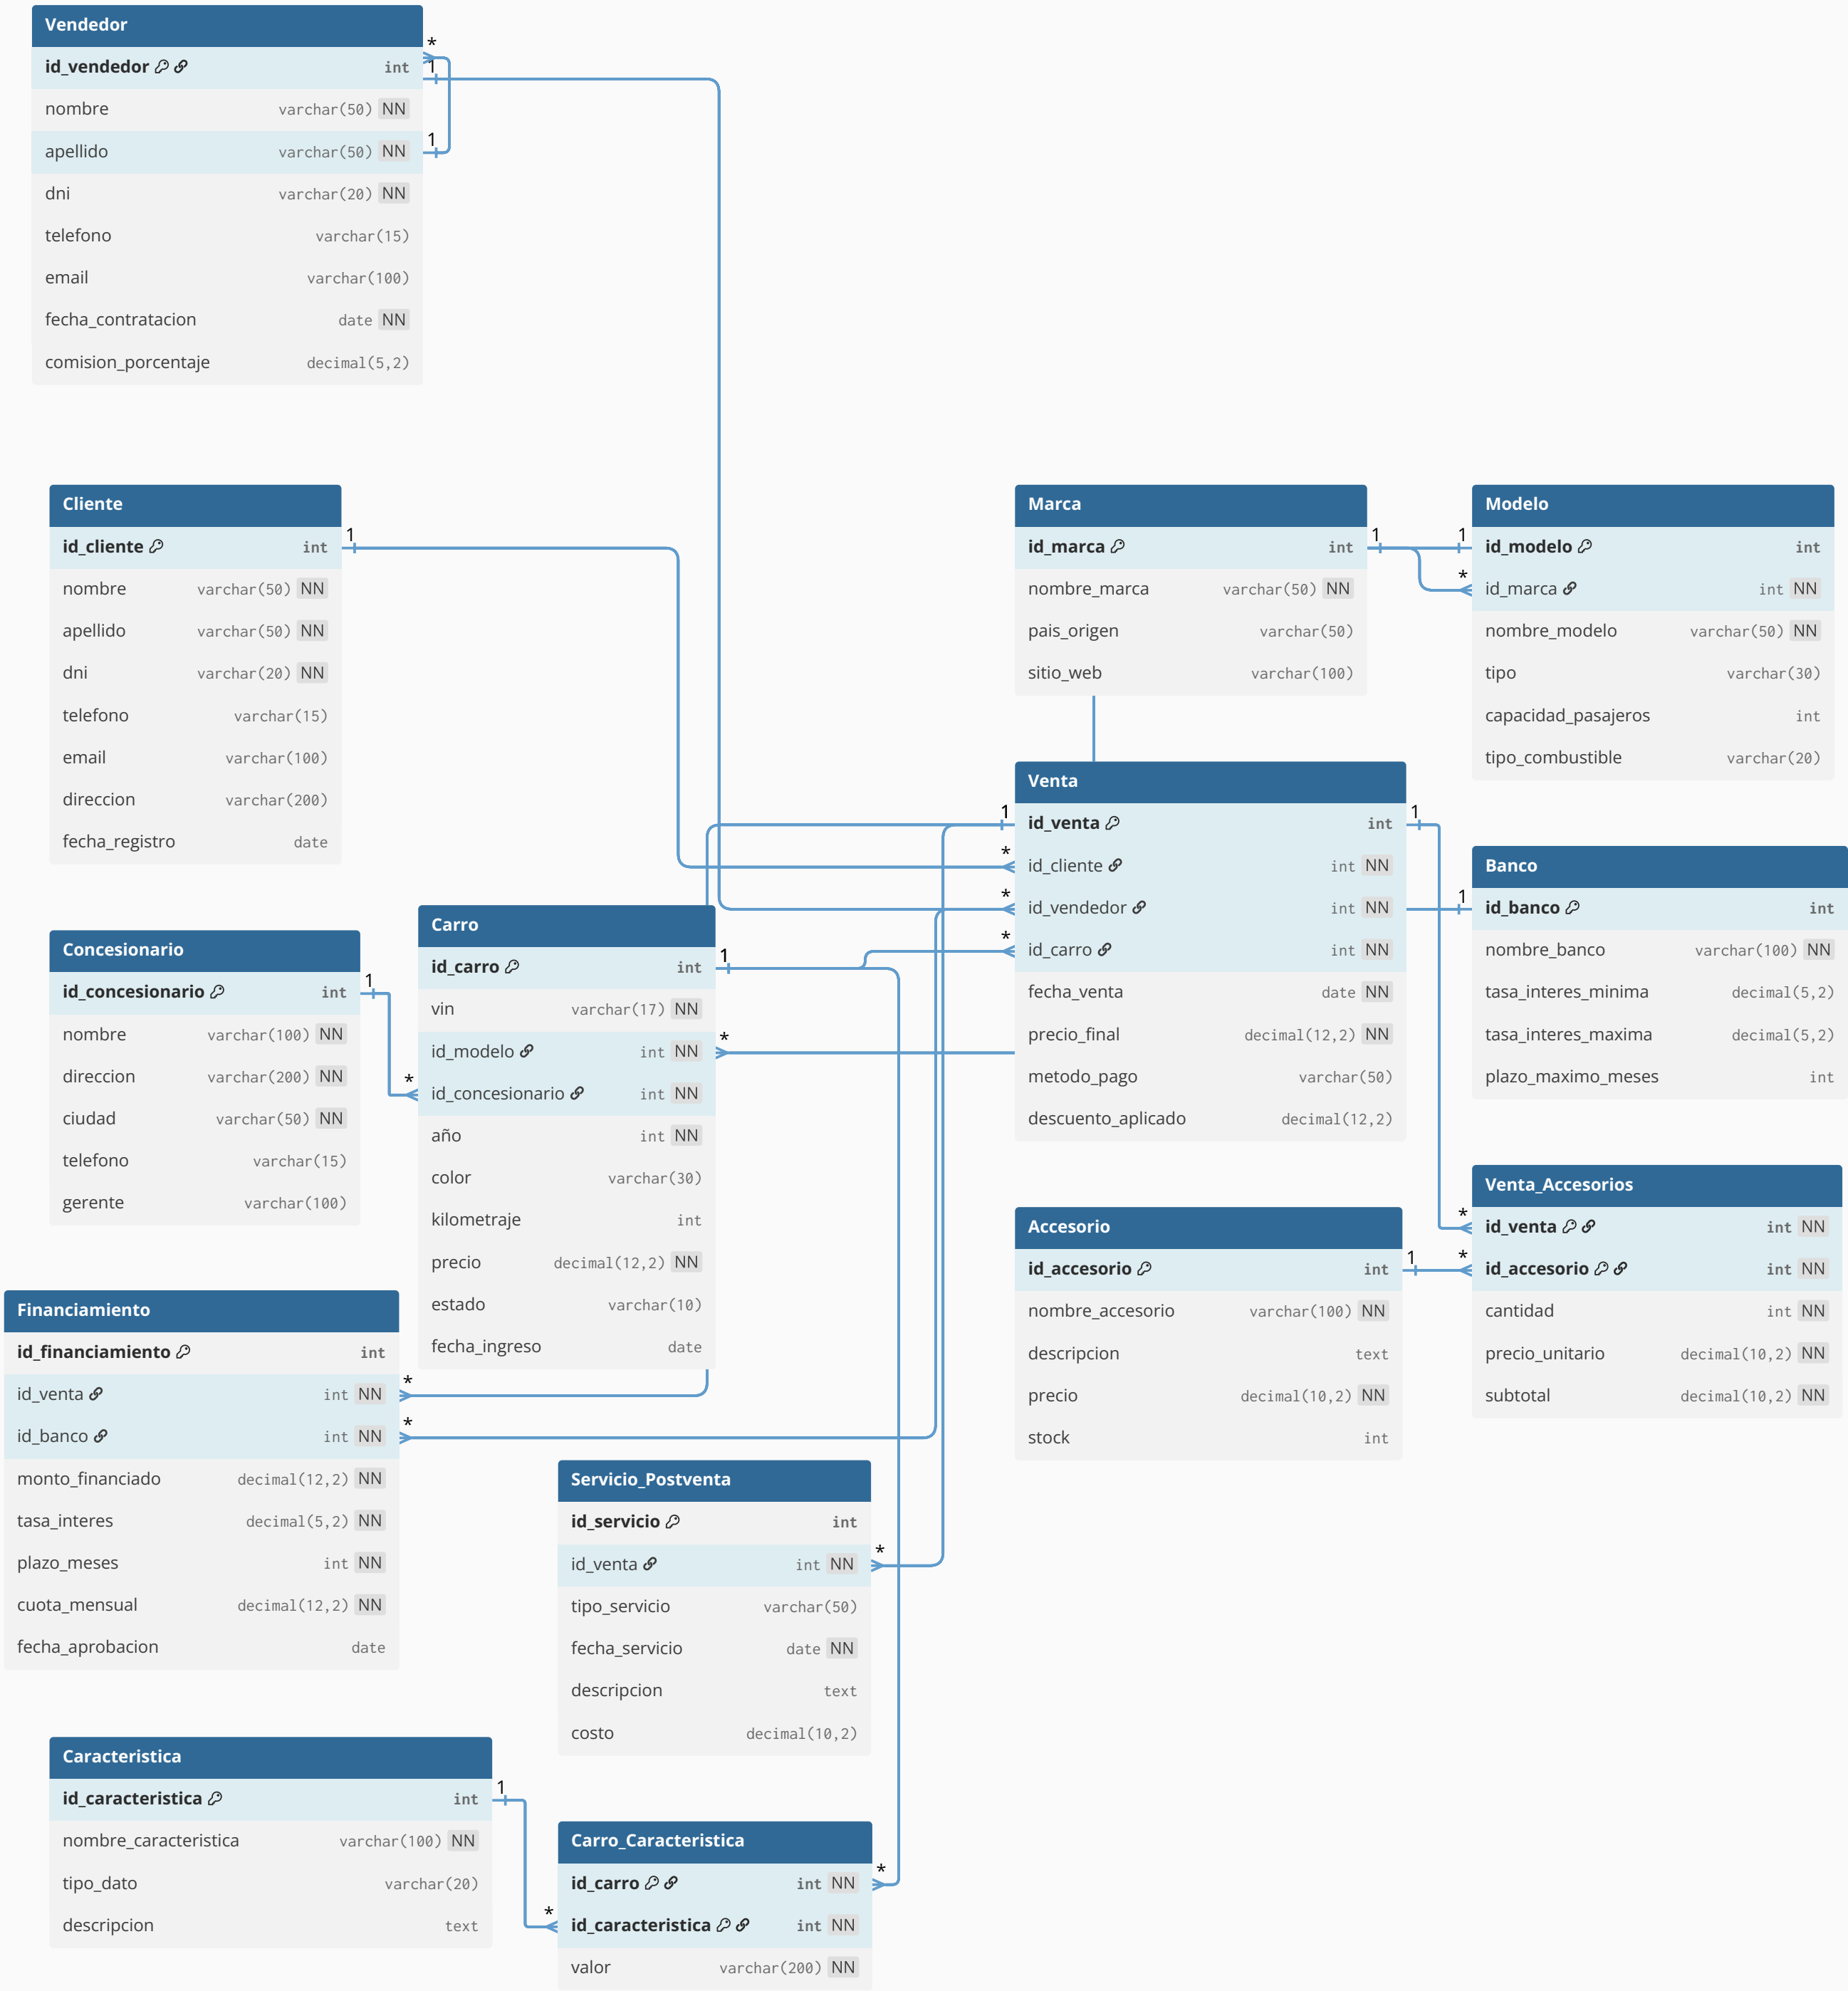 Vendedor
id_vendedor int
nombre varchar(50) NN
apellido varchar(50) NN
dni varchar(20) NN
telefono varchar(15)
email varchar(100)
fecha_contratacion date NN
comision_porcentaje decimal(5,2)
* 1 1
Cliente
id_cliente int 1
nombre varchar(50) NN
apellido varchar(50) NN
dni varchar(20) NN
telefono varchar(15)
email varchar(100)
direccion varchar(200)
fecha_registro date
Marca
id_marca int 1
nombre_marca varchar(50) NN
pais_origen varchar(50)
sitio_web varchar(100)
Modelo
1 id_modelo int
* id_marca int NN
nombre_modelo varchar(50) NN
tipo varchar(30)
capacidad_pasajeros int
tipo_combustible varchar(20)
Venta
1 id_venta int 1
* id_cliente int NN
* id_vendedor int NN
* id_carro int NN
fecha_venta date NN
precio_final decimal(12,2) NN
metodo_pago varchar(50)
descuento_aplicado decimal(12,2)
Banco
1 id_banco int
nombre_banco varchar(100) NN
tasa_interes_minima decimal(5,2)
tasa_interes_maxima decimal(5,2)
plazo_maximo_meses int
Concesionario
id_concesionario int 1
nombre varchar(100) NN
direccion varchar(200) NN
ciudad varchar(50) NN
telefono varchar(15)
gerente varchar(100)
Carro
id_carro int 1
vin varchar(17) NN
id_modelo int NN *
* id_concesionario int NN
año int NN
color varchar(30)
kilometraje int
precio decimal(12,2) NN
estado varchar(10)
fecha_ingreso date
Accesorio
id_accesorio int 1
nombre_accesorio varchar(100) NN
descripcion text
precio decimal(10,2) NN
stock int
Venta_Accesorios
* id_venta int NN
* id_accesorio int NN
cantidad int NN
precio_unitario decimal(10,2) NN
subtotal decimal(10,2) NN
Financiamiento
id_financiamiento int
id_venta int NN *
id_banco int NN *
monto_financiado decimal(12,2) NN
tasa_interes decimal(5,2) NN
plazo_meses int NN
cuota_mensual decimal(12,2) NN
fecha_aprobacion date
Servicio_Postventa
id_servicio int
id_venta int NN *
tipo_servicio varchar(50)
fecha_servicio date NN
descripcion text
costo decimal(10,2)
Caracteristica
id_caracteristica int 1
nombre_caracteristica varchar(100) NN
tipo_dato varchar(20)
descripcion text
Carro_Caracteristica
id_carro int NN *
* id_caracteristica int NN
valor varchar(200) NN